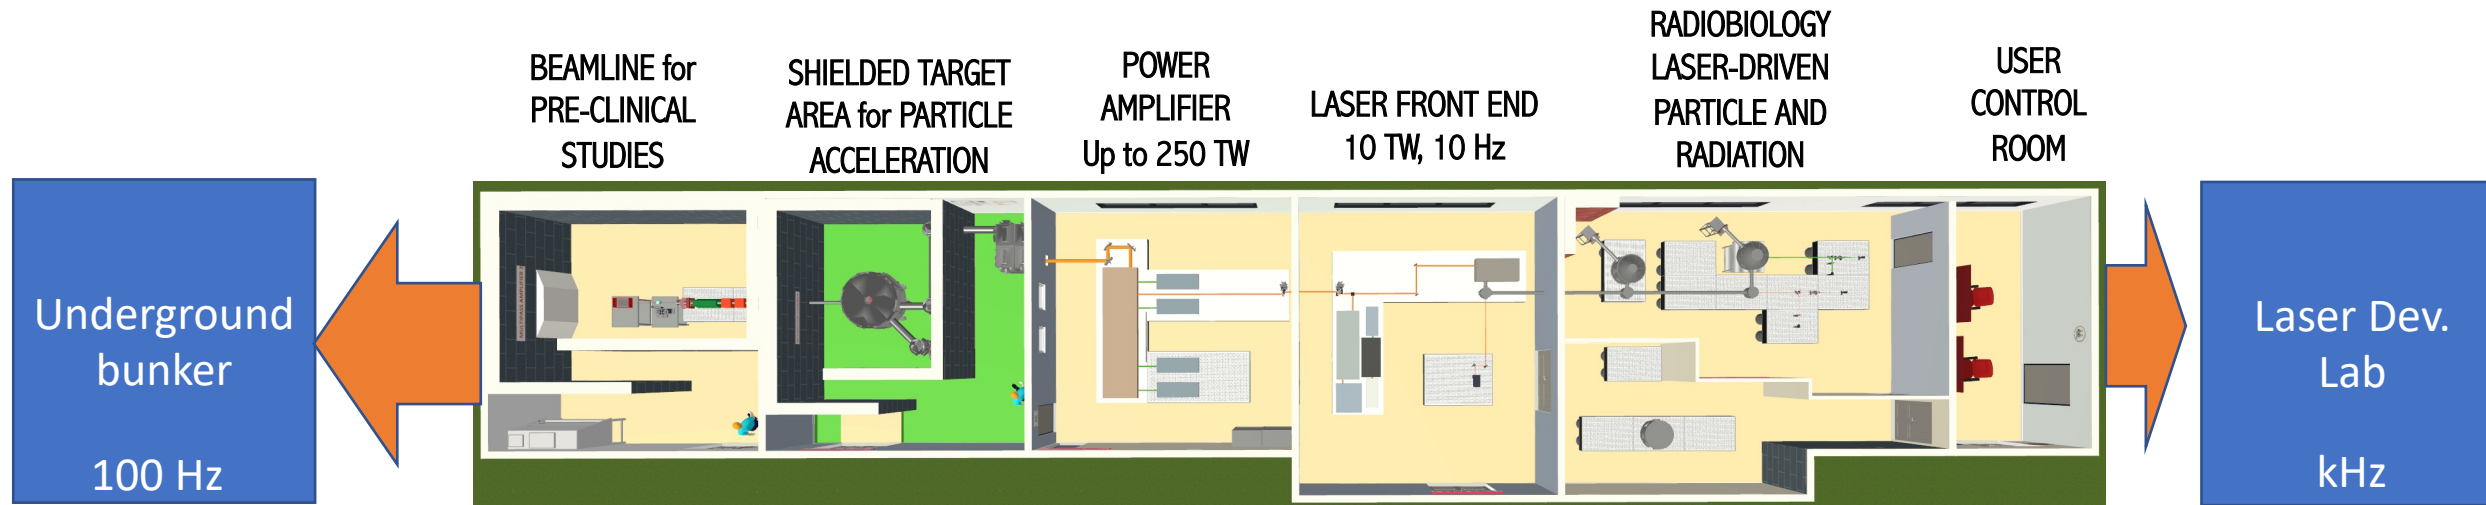 BEAMLINE for
PRE-CLINICAL
STUDIES
SHIELDED TARGET
AREA for PARTICLE
ACCELERATION
POWER
AMPLIFIER
Up to 250 TW
LASER FRONT END
10 TW, 10 Hz
RADIOBIOLOGY
LASER-DRIVEN
PARTICLE AND
RADIATION
USER
CONTROL
ROOM
Underground
bunker
100 Hz
Laser Dev.
Lab
kHz